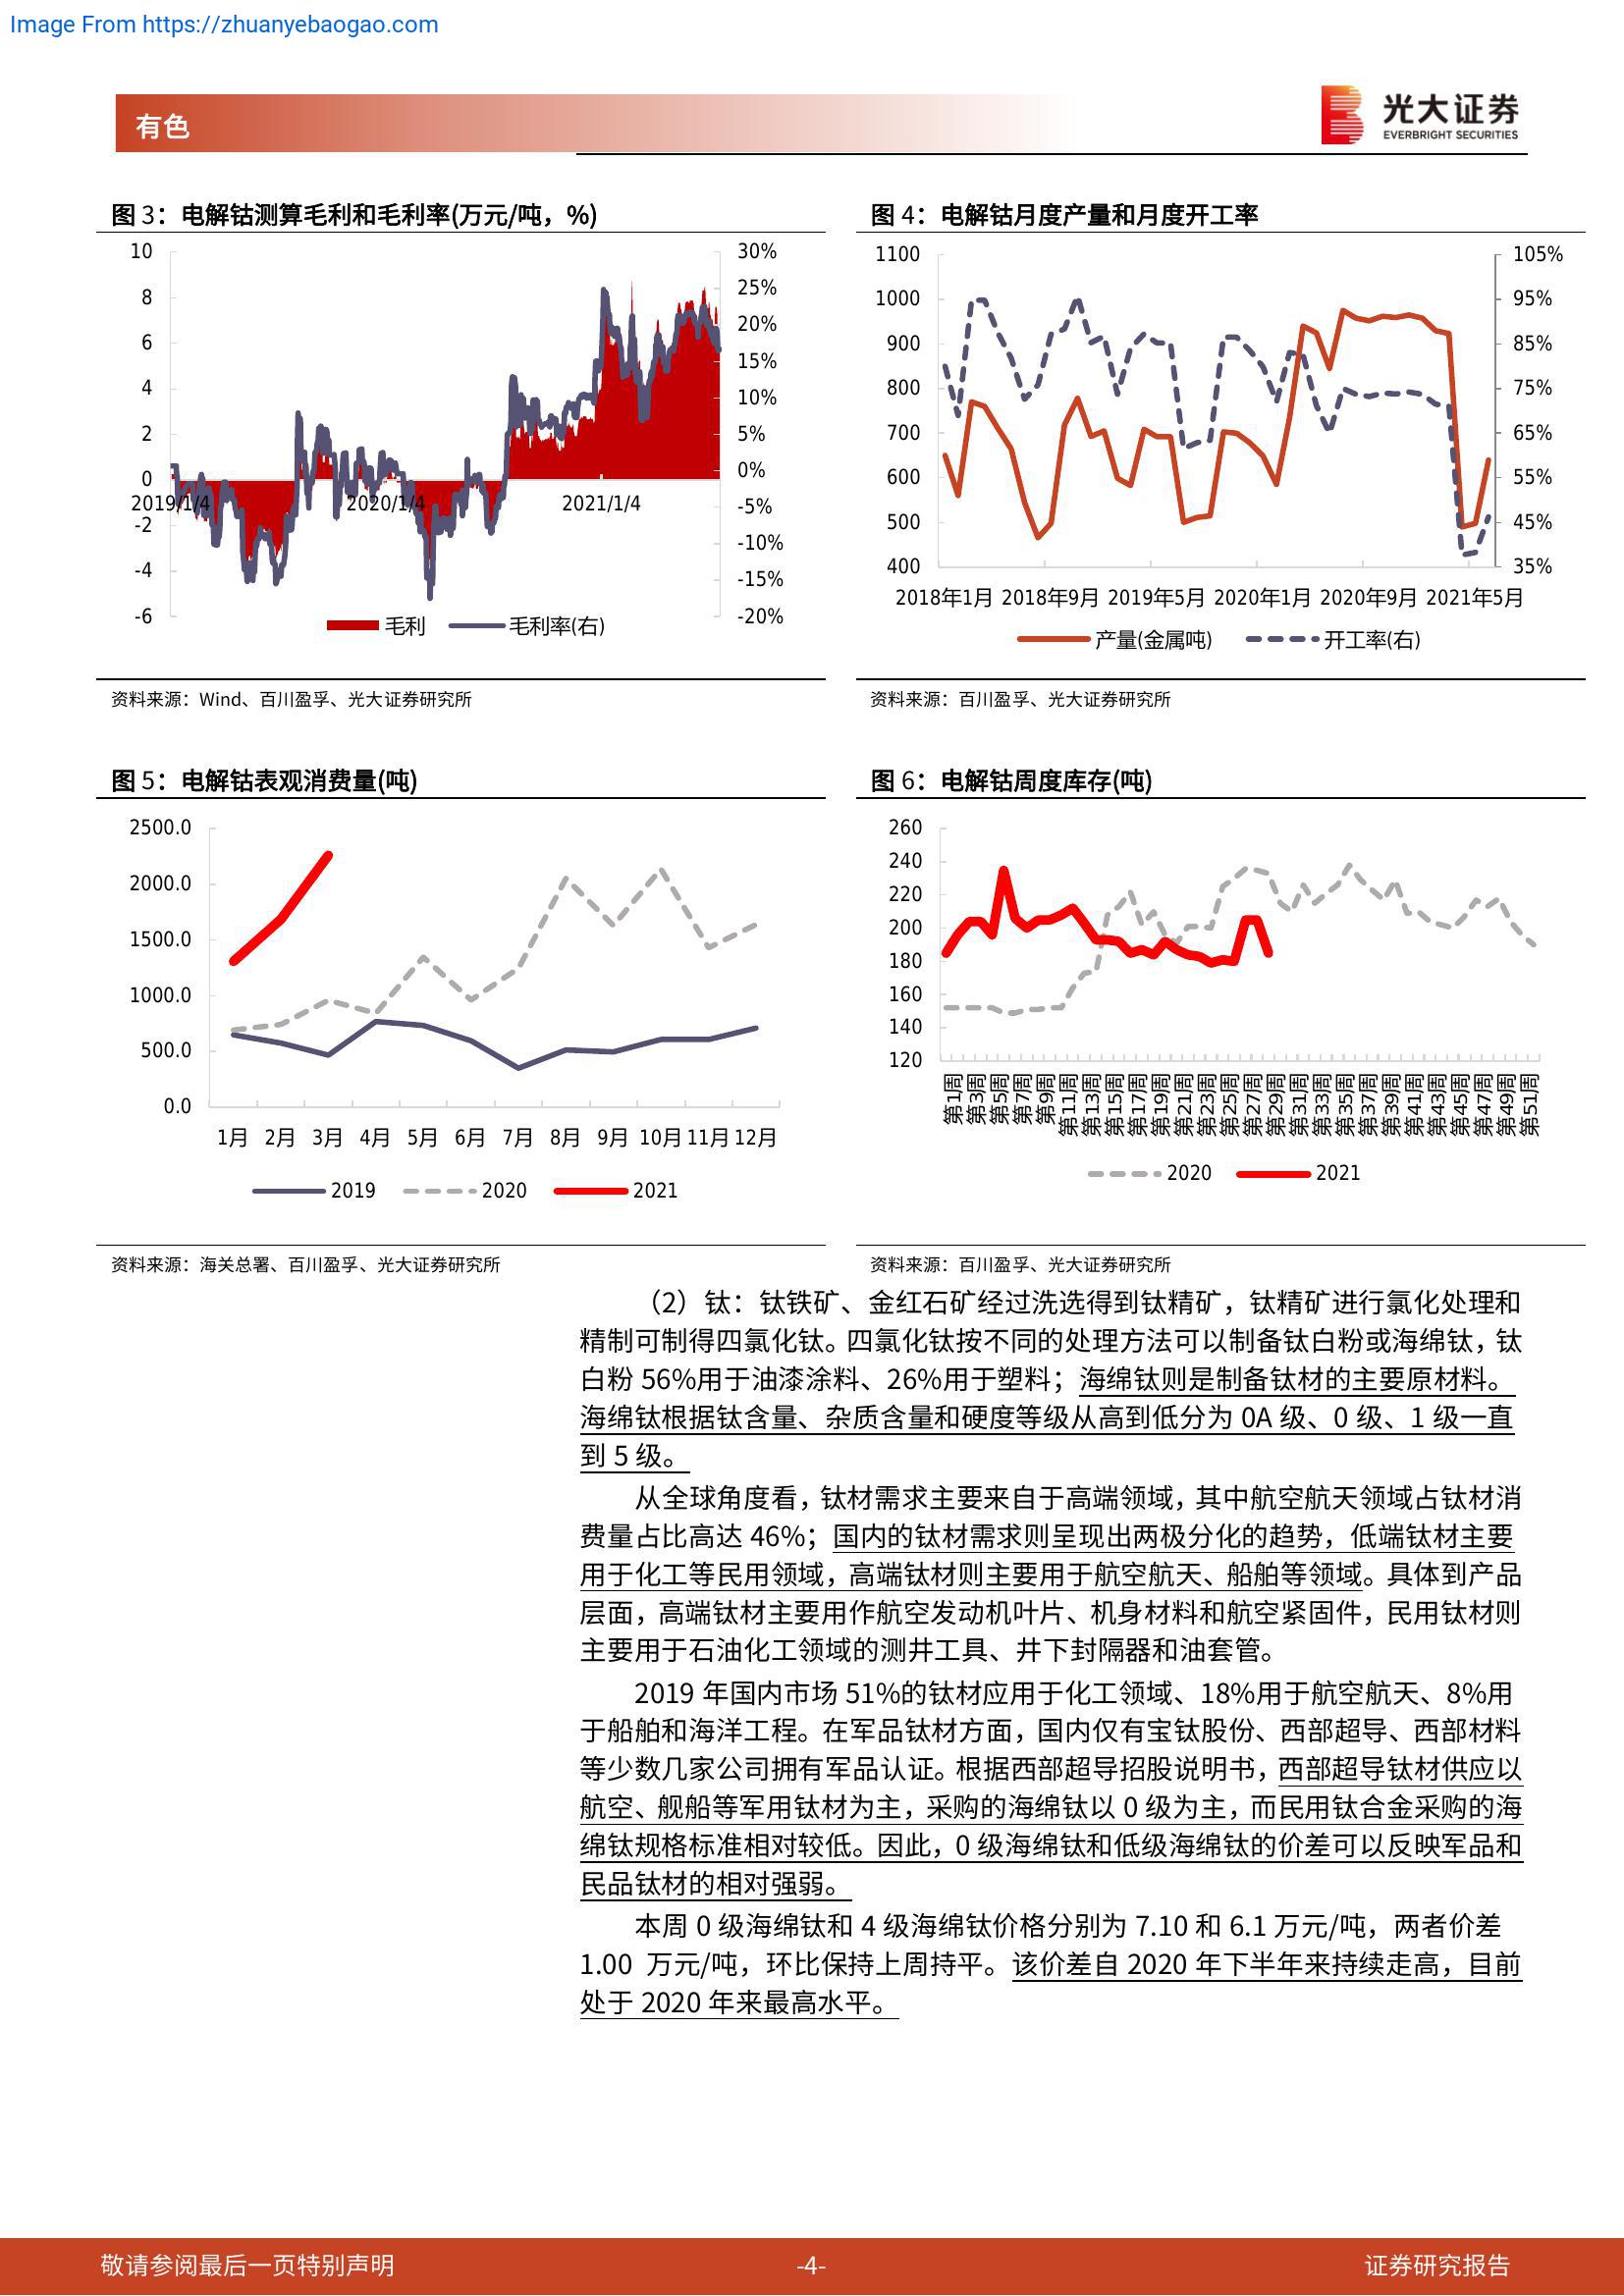 Image From https://zhuanyebaogao.com
有色
光大证券
EVERBRIGHT SECURITIES
图 3：电解钴测算毛利和毛利率(万元/吨，%)
10
8
6
4
2
0
-2
-4
-6
30%
25%
20%
15%
10%
5%
0%
-5%
-10%
-15%
-20%
2019/1/4 2020/1/4 2021/1/4
毛利 毛利率(右)
资料来源：Wind、百川盈孚、光大证券研究所
图 4：电解钴月度产量和月度开工率
1100
1000
900
800
700
600
500
400
105%
95%
85%
75%
65%
55%
45%
35%
2018年1月 2018年9月 2019年5月 2020年1月 2020年9月 2021年5月
产量(金属吨) 开工率(右)
资料来源：百川盈孚、光大证券研究所
图 5：电解钴表观消费量(吨)
2500.0
2000.0
1500.0
1000.0
500.0
0.0
1月 2月 3月 4月 5月 6月 7月 8月 9月 10月 11月 12月
2019 2020 2021
资料来源：海关总署、百川盈孚、光大证券研究所
图 6：电解钴周度库存(吨)
260
240
220
200
180
160
140
120
第1周 第3周 第5周 第7周 第9周 第11周 第13周 第15周 第17周 第19周 第21周 第23周 第25周 第27周 第29周 第31周 第33周 第35周 第37周 第39周 第41周 第43周 第45周 第47周 第49周 第51周
2020 2021
资料来源：百川盈孚、光大证券研究所
（2）钛：钛铁矿、金红石矿经过洗选得到钛精矿，钛精矿进行氯化处理和
精制可制得四氯化钛。四氯化钛按不同的处理方法可以制备钛白粉或海绵钛，钛
白粉 56%用于油漆涂料、26%用于塑料；海绵钛则是制备钛材的主要原材料。
海绵钛根据钛含量、杂质含量和硬度等级从高到低分为 0A 级、0 级、1 级一直
到 5 级。
从全球角度看，钛材需求主要来自于高端领域，其中航空航天领域占钛材消
费量占比高达 46%；国内的钛材需求则呈现出两极分化的趋势，低端钛材主要
用于化工等民用领域，高端钛材则主要用于航空航天、船舶等领域。具体到产品
层面，高端钛材主要用作航空发动机叶片、机身材料和航空紧固件，民用钛材则
主要用于石油化工领域的测井工具、井下封隔器和油套管。
2019 年国内市场 51%的钛材应用于化工领域、18%用于航空航天、8%用
于船舶和海洋工程。在军品钛材方面，国内仅有宝钛股份、西部超导、西部材料
等少数几家公司拥有军品认证。根据西部超导招股说明书，西部超导钛材供应以
航空、舰船等军用钛材为主，采购的海绵钛以 0 级为主，而民用钛合金采购的海
绵钛规格标准相对较低。因此，0 级海绵钛和低级海绵钛的价差可以反映军品和
民品钛材的相对强弱。
本周 0 级海绵钛和 4 级海绵钛价格分别为 7.10 和 6.1 万元/吨，两者价差
1.00 万元/吨，环比保持上周持平。该价差自 2020 年下半年来持续走高，目前
处于 2020 年来最高水平。
敬请参阅最后一页特别声明 -4- 证券研究报告